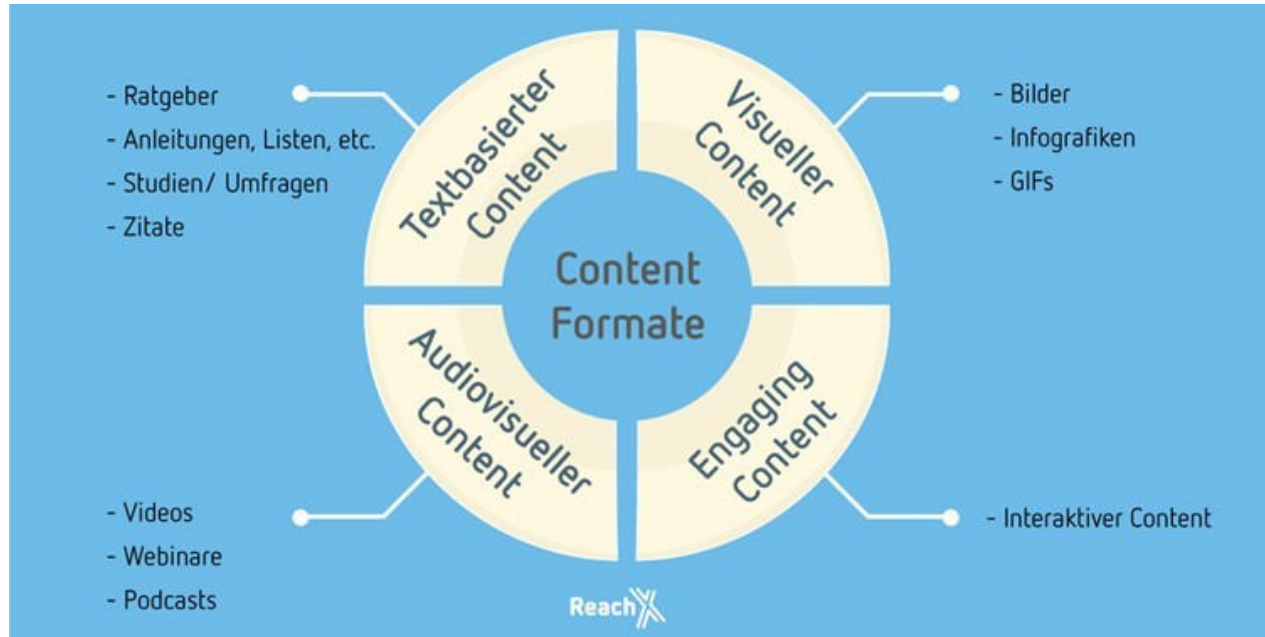 - Ratgeber
- Anleitungen, Listen, etc.
- Studien/ Umfragen
- Zitate
Textbasierter
Content
Visueller
Content
- Bilder
- Infografiken
- GIFs
Content
Formate
Audiovisueller
Content
- Videos
- Webinare
- Podcasts
Engaging
Content
- Interaktiver Content
ReachX